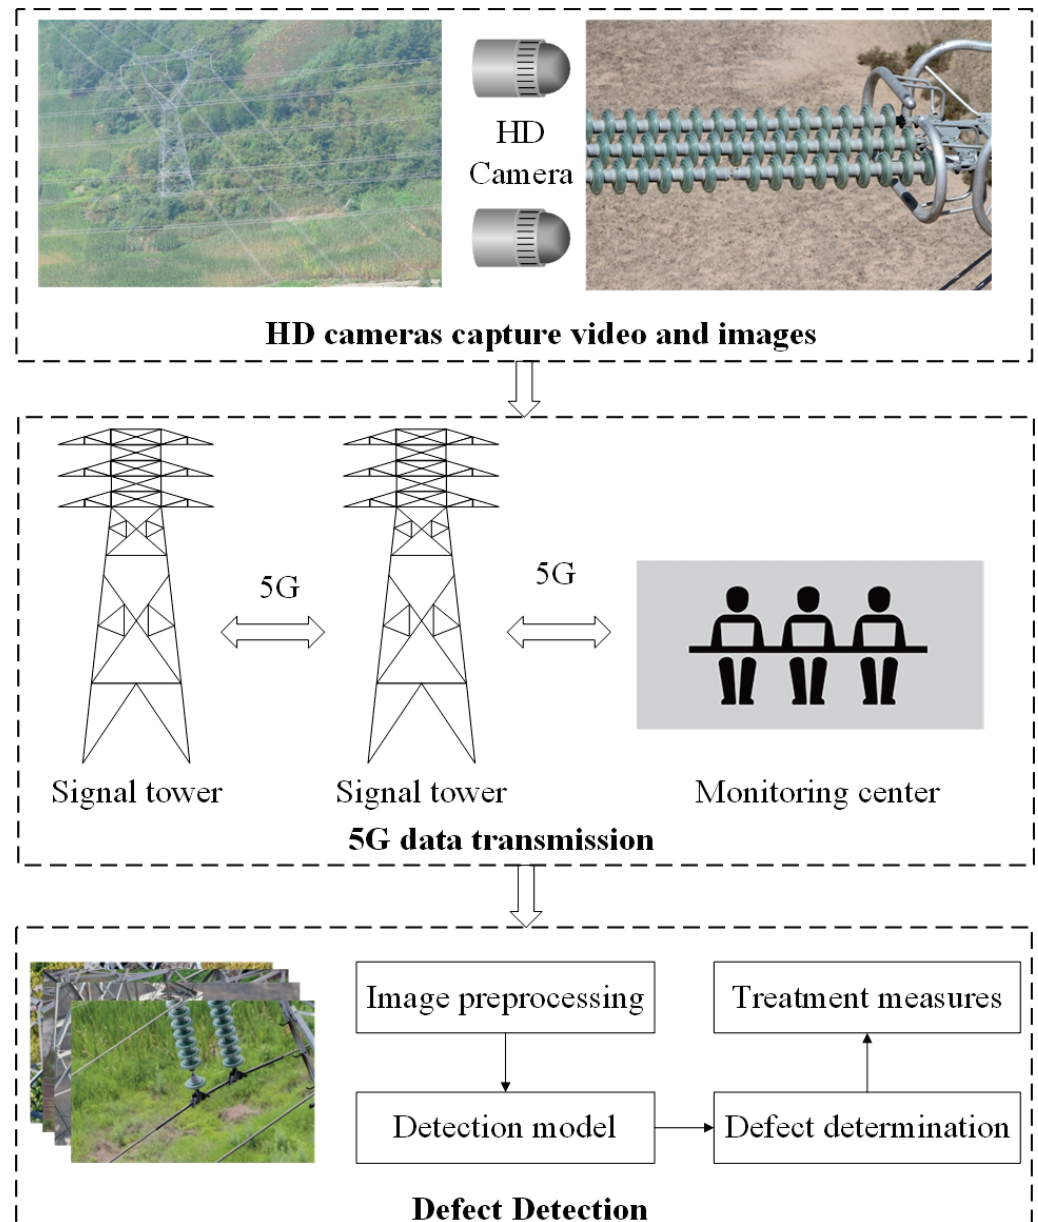 HD
Camera
HD cameras capture video and images
5G
5G
Signal tower
Signal tower
Monitoring center
5G data transmission
Image preprocessing
Treatment measures
Detection model
Defect determination
Defect Detection